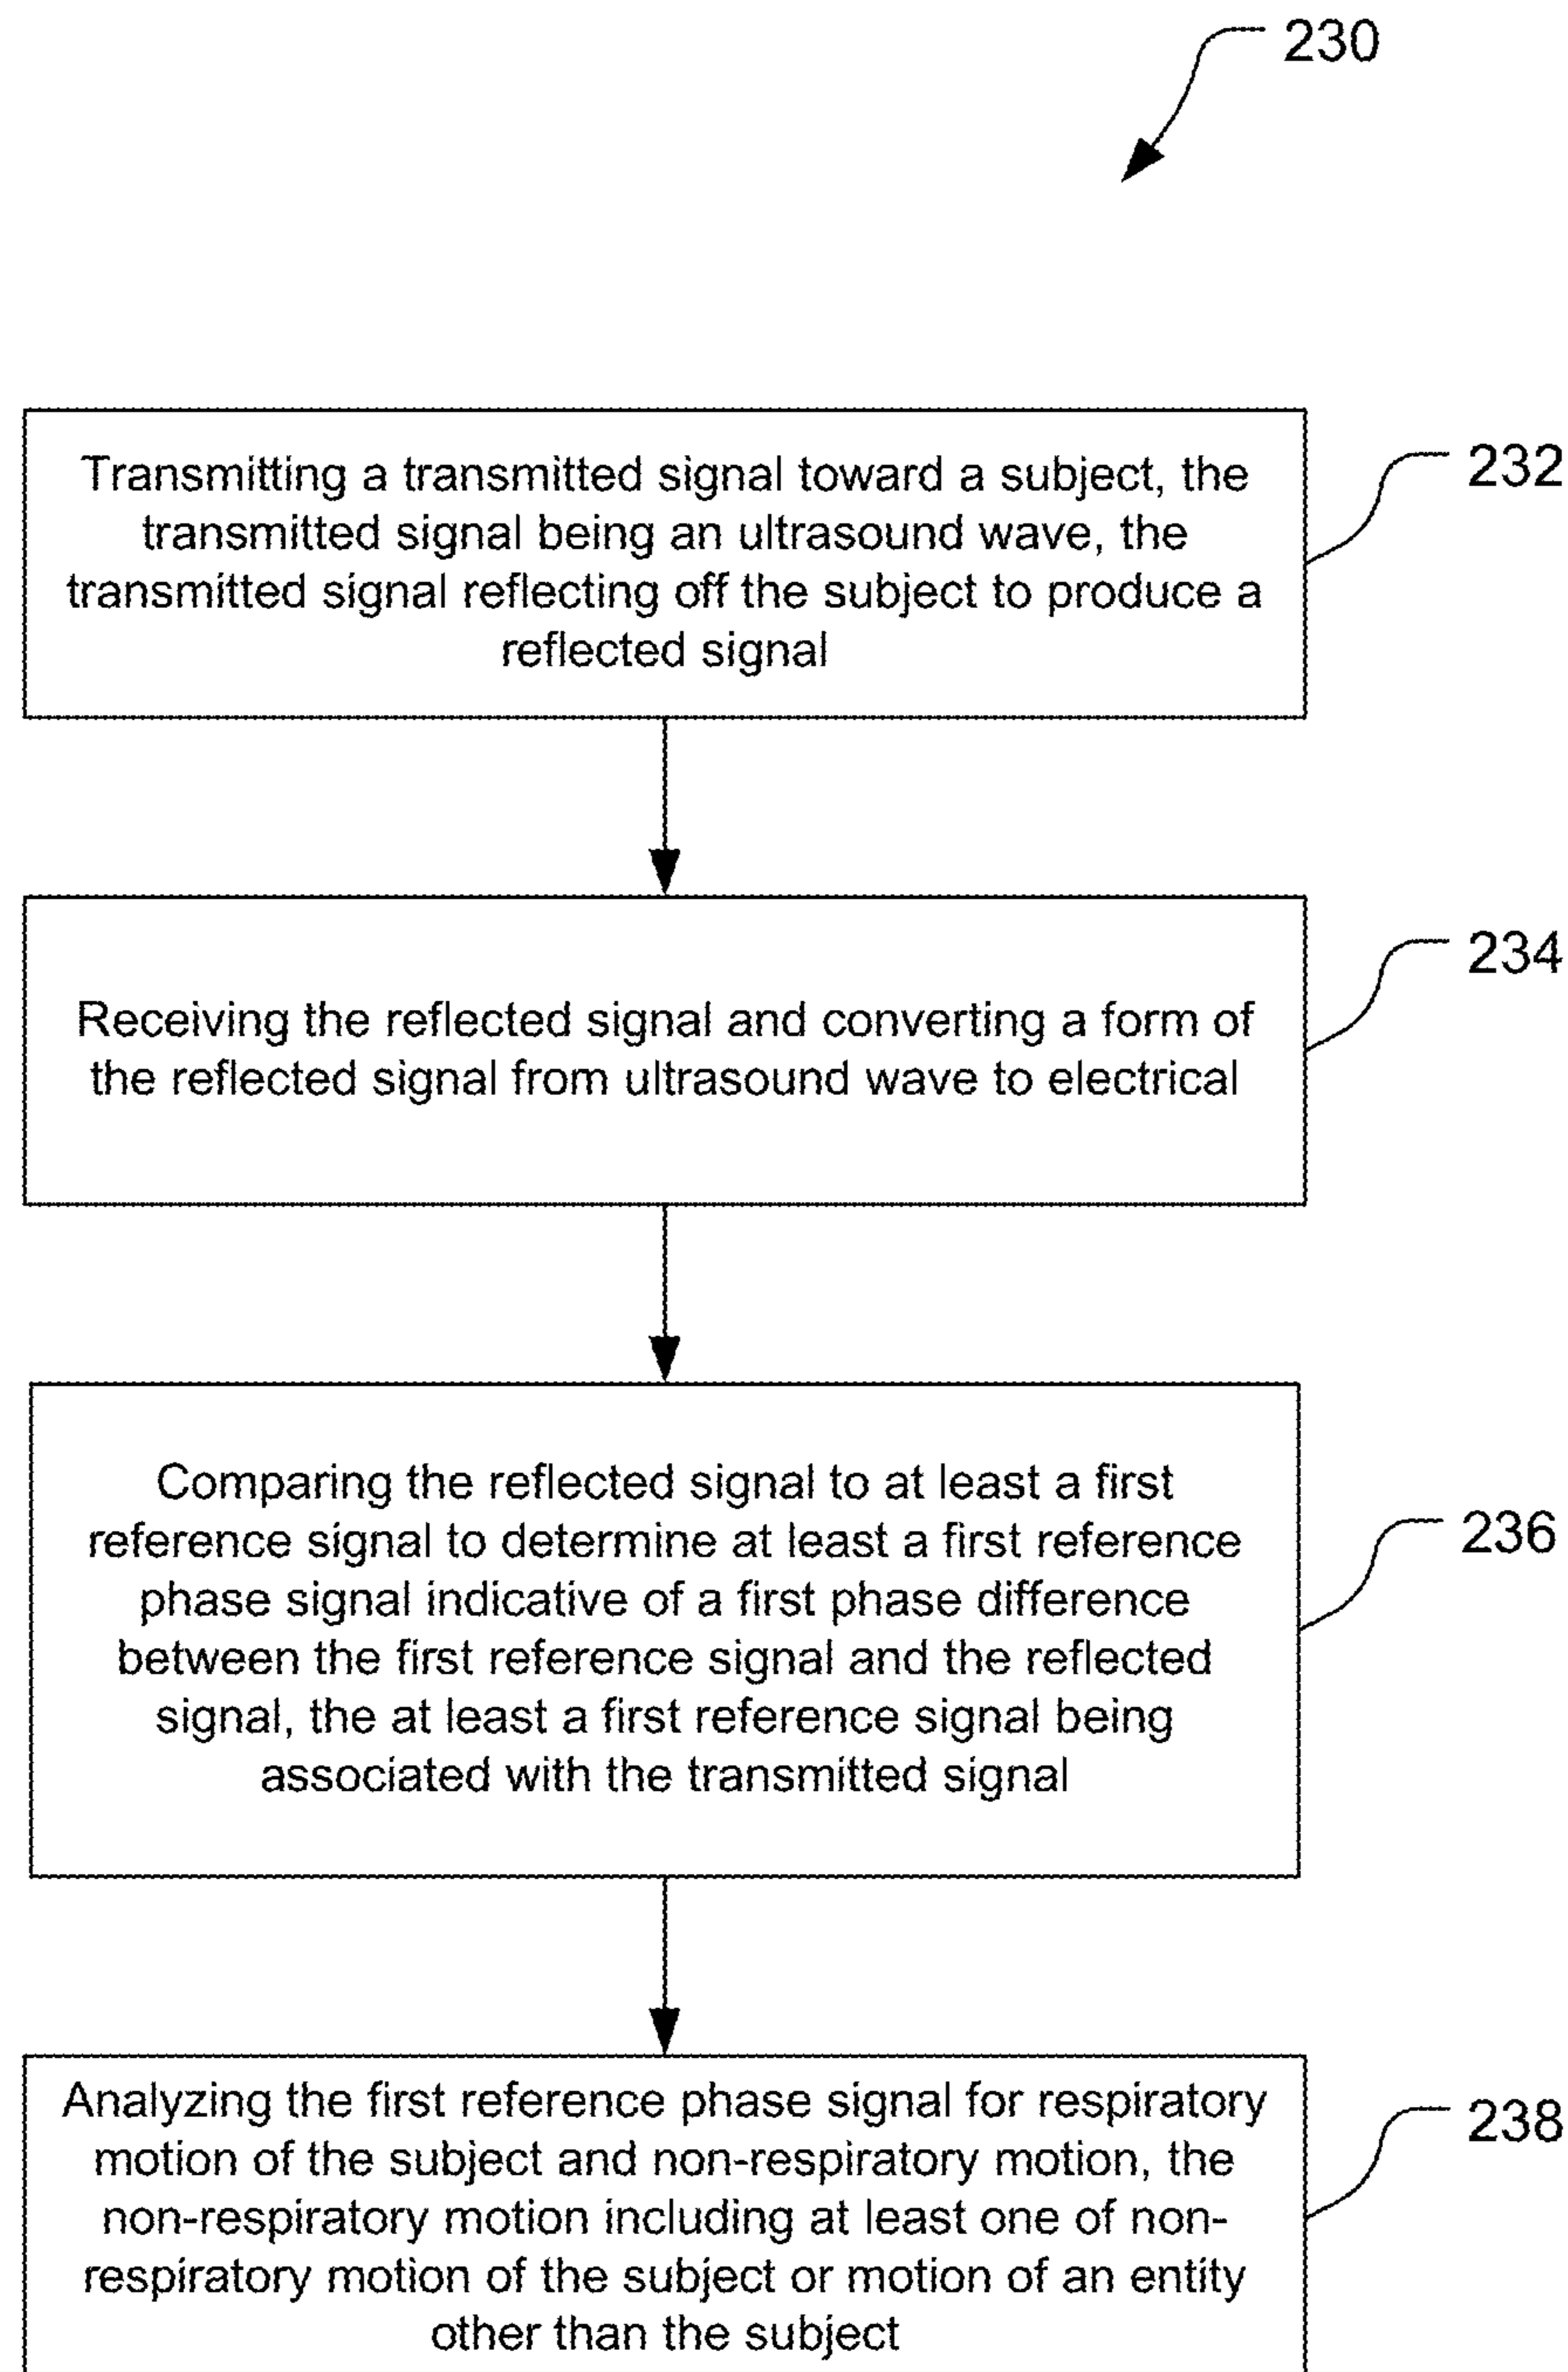 230
Transmitting a transmitted signal toward a subject, the
transmitted signal being an ultrasound wave, the
transmitted signal reflecting off the subject to produce a
reflected signal
232
Receiving the reflected signal and converting a form of
the reflected signal from ultrasound wave to electrical
234
Comparing the reflected signal to at least a first
reference signal to determine at least a first reference
phase signal indicative of a first phase difference
between the first reference signal and the reflected
signal, the at least a first reference signal being
associated with the transmitted signal
236
Analyzing the first reference phase signal for respiratory
motion of the subject and non-respiratory motion, the
non-respiratory motion including at least one of non-
respiratory motion of the subject or motion of an entity
other than the subject
238